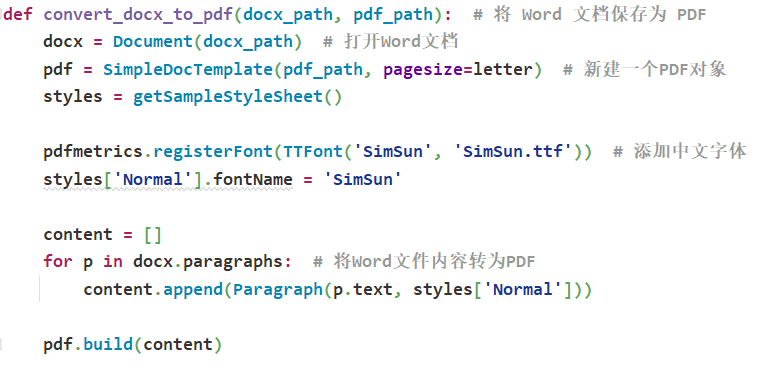 def convert_docx_to_pdf(docx_path, pdf_path):  # 将 Word 文档保存为 PDF
    docx = Document(docx_path)  # 打开Word文档
    pdf = SimpleDocTemplate(pdf_path, pagesize=letter)  # 新建一个PDF对象
    styles = getSampleStyleSheet()

    pdfmetrics.registerFont(TTFont('SimSun', 'SimSun.ttf'))  # 添加中文字体
    styles['Normal'].fontName = 'SimSun'

    content = []
    for p in docx.paragraphs:  # 将Word文件内容转为PDF
        content.append(Paragraph(p.text, styles['Normal']))

    pdf.build(content)